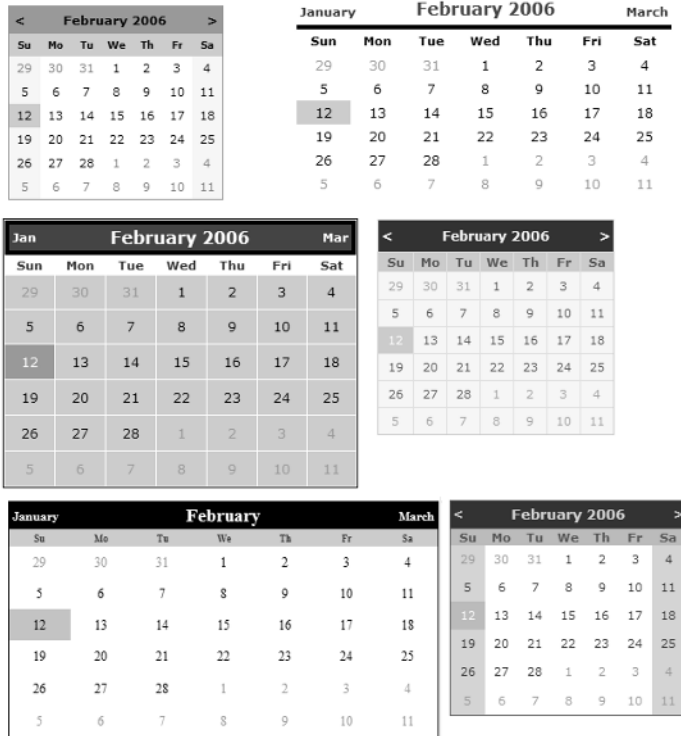 < February 2006 >
Su Mo Tu We Th Fr Sa
29 30 31 1 2 3 4
5 6 7 8 9 10 11
12 13 14 15 16 17 18
19 20 21 22 23 24 25
26 27 28 1 2 3 4
5 6 7 8 9 10 11
January February 2006 March
Sun Mon Tue Wed Thu Fri Sat
29 30 31 1 2 3 4
5 6 7 8 9 10 11
12 13 14 15 16 17 18
19 20 21 22 23 24 25
26 27 28 1 2 3 4
5 6 7 8 9 10 11
Jan February 2006 Mar
Sun Mon Tue Wed Thu Fri Sat
29 30 31 1 2 3 4
5 6 7 8 9 10 11
12 13 14 15 16 17 18
19 20 21 22 23 24 25
26 27 28 1 2 3 4
5 6 7 8 9 10 11
< February 2006 >
Su Mo Tu We Th Fr Sa
29 30 31 1 2 3 4
5 6 7 8 9 10 11
12 13 14 15 16 17 18
19 20 21 22 23 24 25
26 27 28 1 2 3 4
5 6 7 8 9 10 11
January February March
Su Mo Tu We Th Fr Sa
29 30 31 1 2 3 4
5 6 7 8 9 10 11
12 13 14 15 16 17 18
19 20 21 22 23 24 25
26 27 28 1 2 3 4
5 6 7 8 9 10 11
< February 2006 >
Su Mo Tu We Th Fr Sa
29 30 31 1 2 3 4
5 6 7 8 9 10 11
12 13 14 15 16 17 18
19 20 21 22 23 24 25
26 27 28 1 2 3 4
5 6 7 8 9 10 11